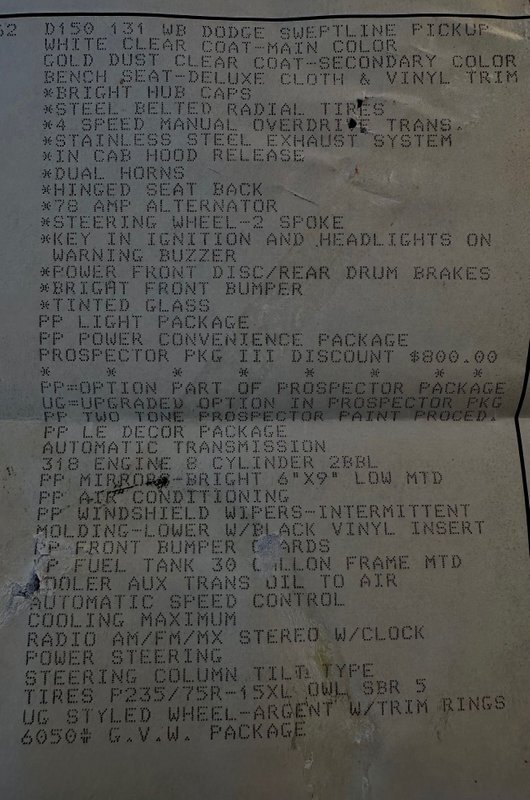 62 D150 131 WB DODGE SWEPTLINE PICKUP
WHITE CLEAR COAT-MAIN COLOR
GOLD DUST CLEAR COAT-SECONDARY COLOR
BENCH SEAT-DELUXE CLOTH & VINYL TRIM
*BRIGHT HUB CAPS
*STEEL BELTED RADIAL TIRES
*4 SPEED MANUAL OVERDRIVE TRANS.
*STAINLESS STEEL EXHAUST SYSTEM
*IN CAB HOOD RELEASE
*DUAL HORNS
*HINGED SEAT BACK
*78 AMP ALTERNATOR
*STEERING WHEEL-2 SPOKE
*KEY IN IGNITION AND HEADLIGHTS ON
WARNING BUZZER
*POWER FRONT DISC/REAR DRUM BRAKES
*BRIGHT FRONT BUMPER
*TINTED GLASS
PP LIGHT PACKAGE
PP POWER CONVENIENCE PACKAGE
PROSPECTOR PKG III DISCOUNT $800.00
* * * * * * * *
PP=OPTION PART OF PROSPECTOR PACKAGE
UG=UPGRADED OPTION IN PROSPECTOR PKG
PP TWO TONE PROSPECTOR PAINT PROCED.
PP LE DECOR PACKAGE
AUTOMATIC TRANSMISSION
318 ENGINE 8 CYLINDER 2BBL
PP MIRRORS-BRIGHT 6"X9" LOW MTD
PP AIR CONDITIONING
PP WINDSHIELD WIPERS-INTERMITTENT
MOLDING-LOWER W/BLACK VINYL INSERT
PP FRONT BUMPER GUARDS
P FUEL TANK 30 GALLON FRAME MTD
COOLER AUX TRANS OIL TO AIR
AUTOMATIC SPEED CONTROL
COOLING MAXIMUM
RADIO AM/FM/MX STEREO W/CLOCK
POWER STEERING
STEERING COLUMN TILT TYPE
TIRES P235/75R-15XL OWL SBR 5
UG STYLED WHEEL-ARGENT W/TRIM RINGS
6050# G.V.W. PACKAGE